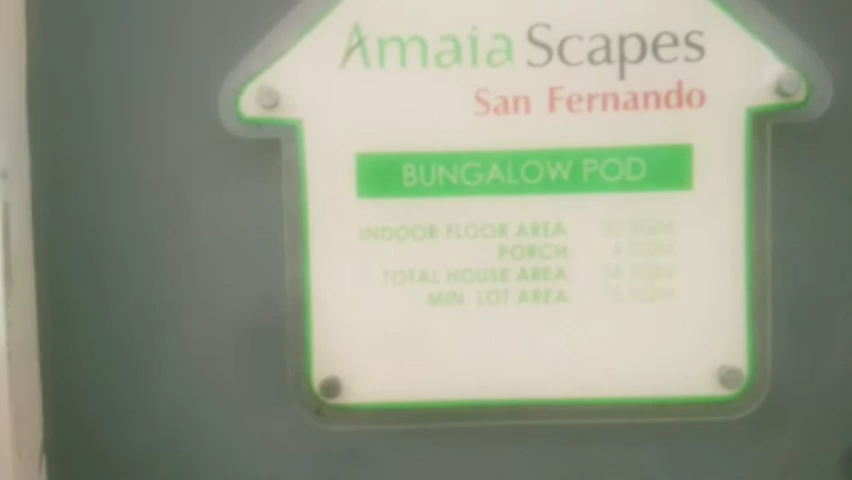 Amaia Scapes
San Fernando
BUNGALOW POD
INDOOR FLOOR AREA
PORCH
TOTAL HOUSE AREA
MIN. LOT AREA